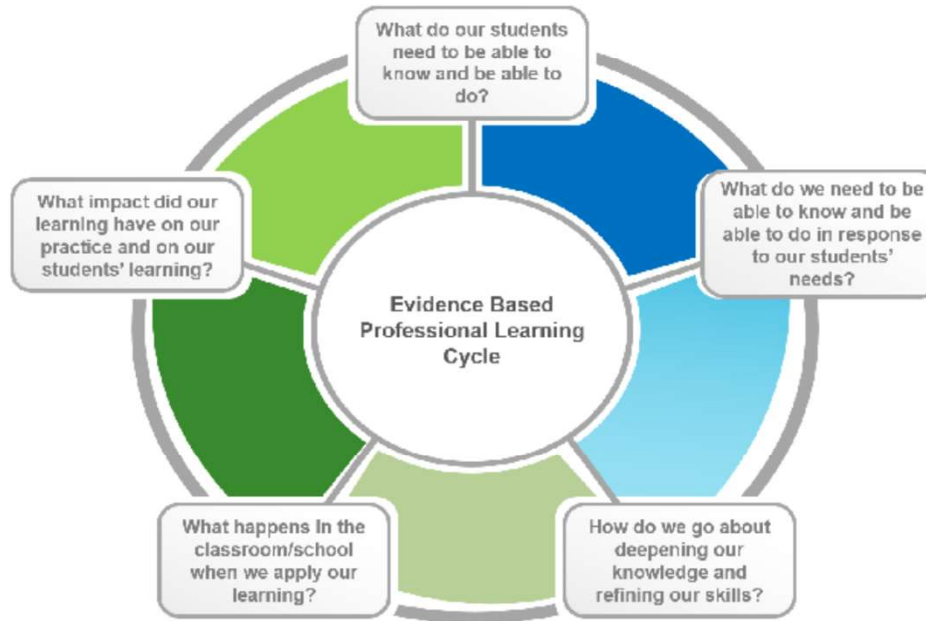 What do our students
need to be able to
know and be able to
do?
What do we need to be
able to know and be
able to do in response
to our students'
needs?
How do we go about
deepening our
knowledge and
refining our skills?
What happens in the
classroom/school
when we apply our
learning?
What impact did our
learning have on our
practice and on our
students' learning?
Evidence Based
Professional Learning
Cycle